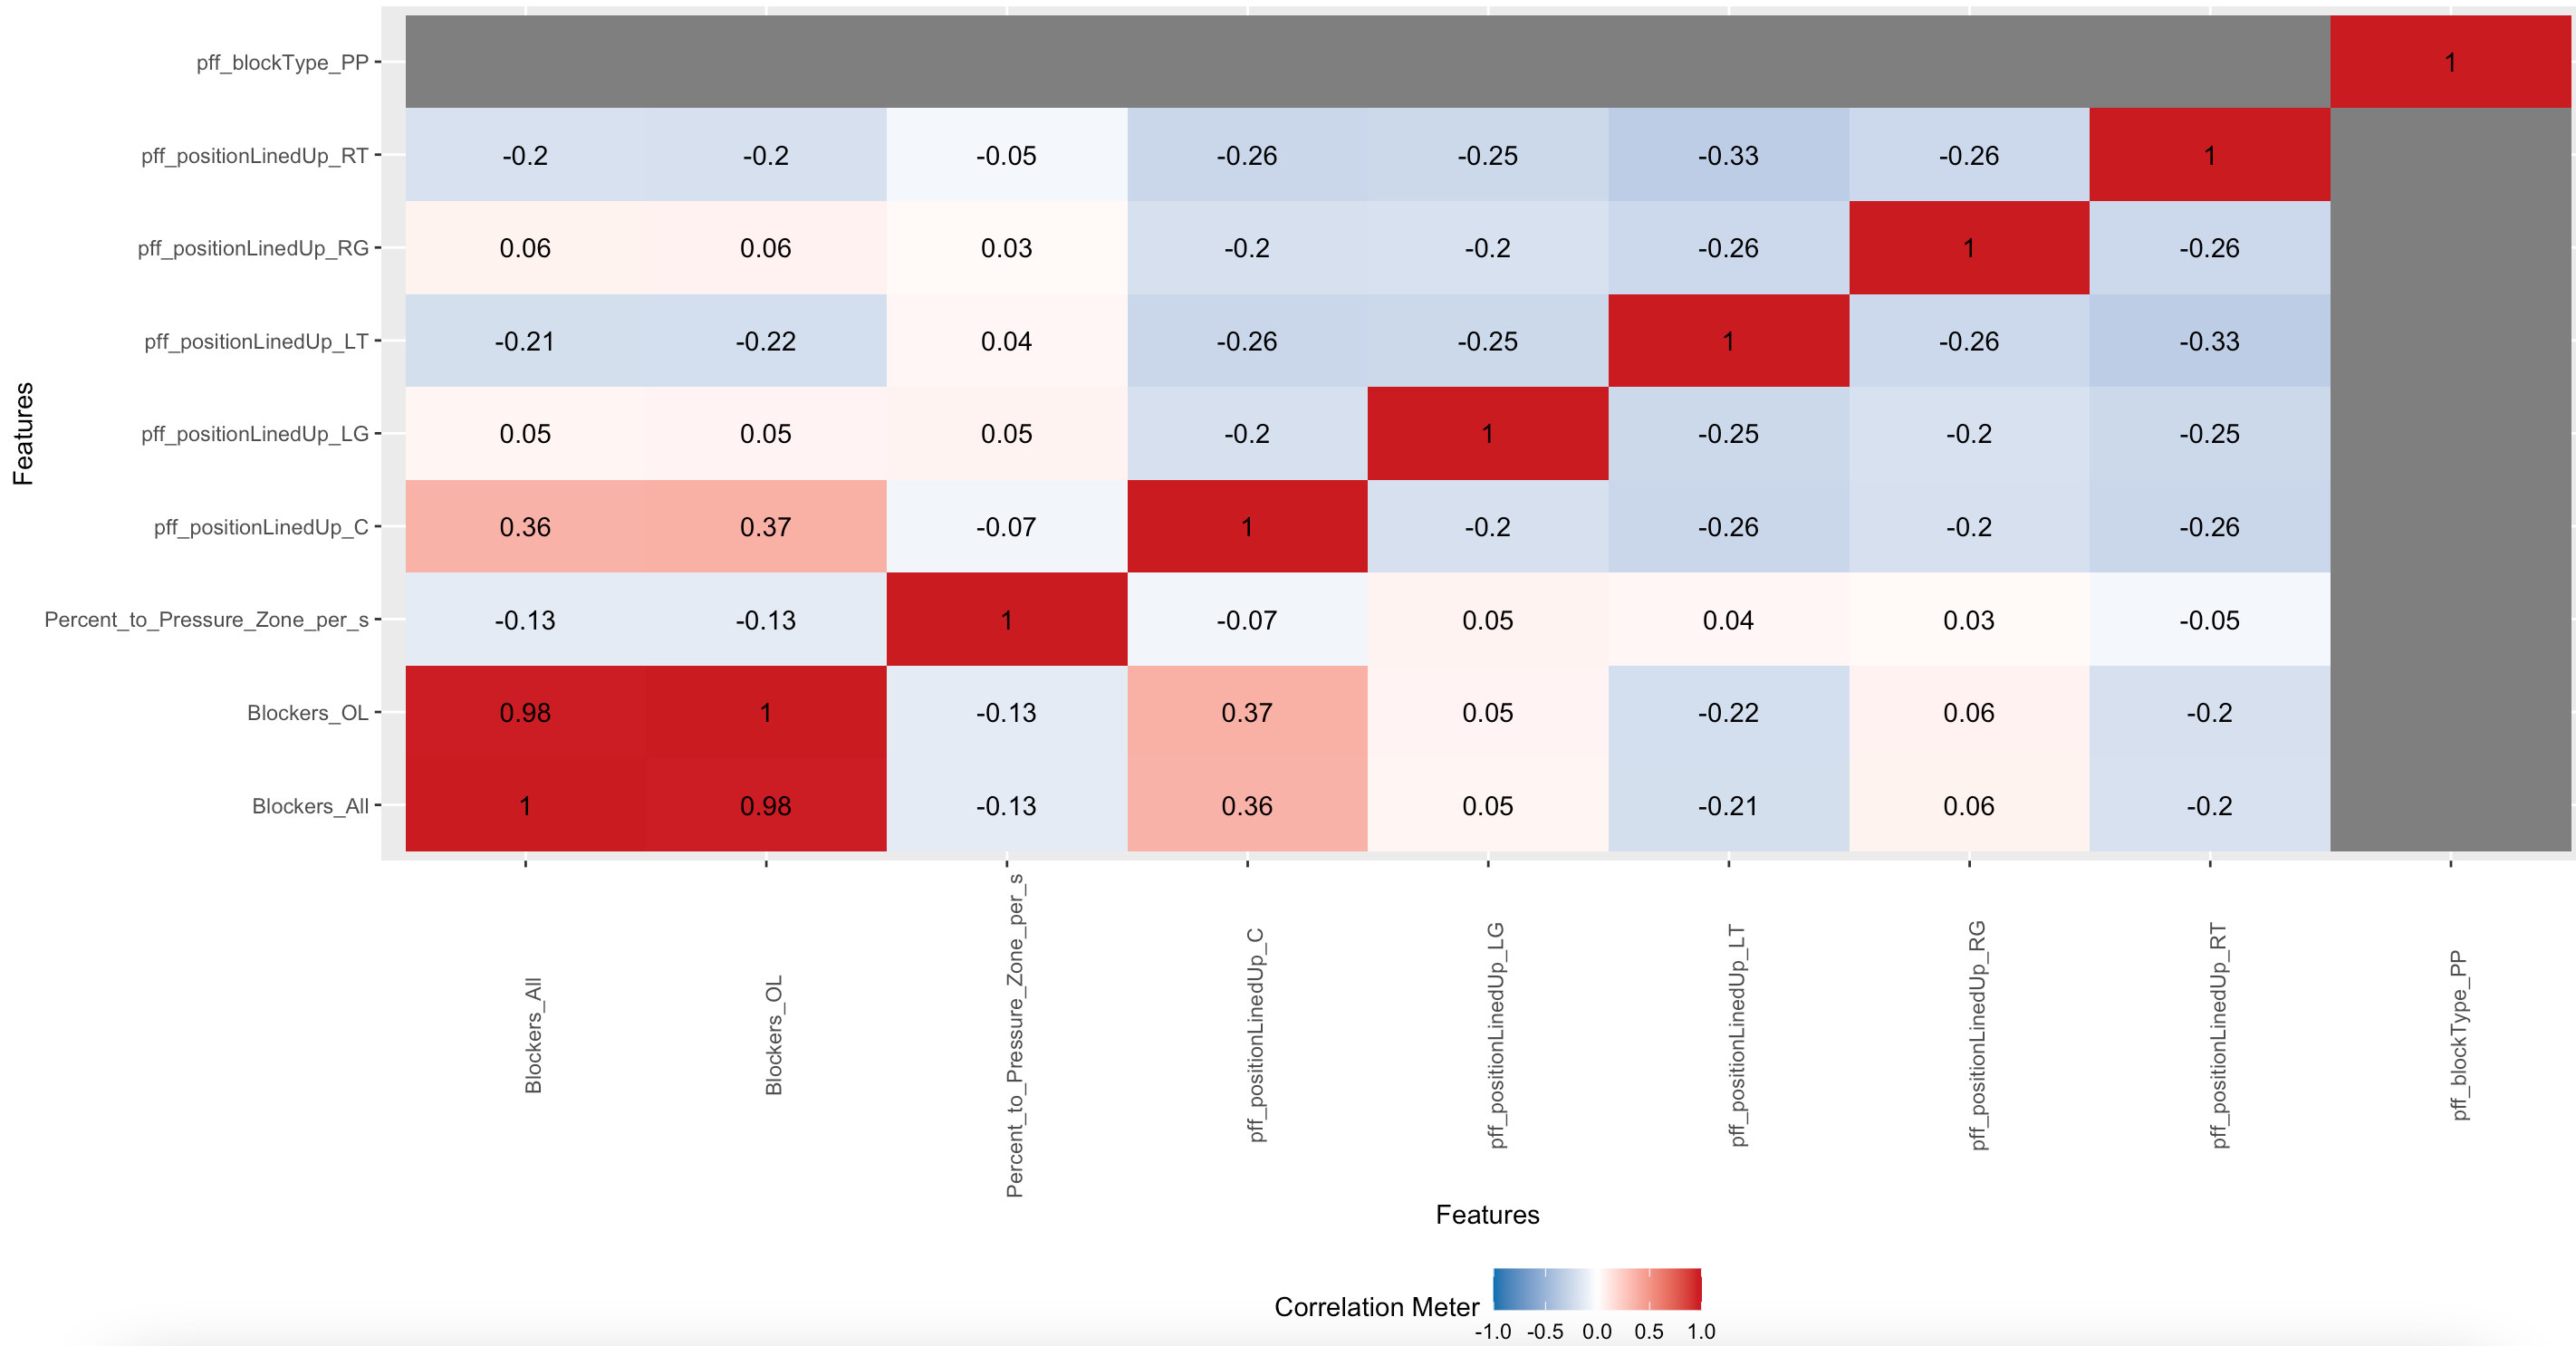 pff_blockType_PP 1
pff_positionLinedUp_RT -0.2 -0.2 -0.05 -0.26 -0.25 -0.33 -0.26 1
pff_positionLinedUp_RG 0.06 0.06 0.03 -0.2 -0.2 -0.26 1 -0.26
pff_positionLinedUp_LT -0.21 -0.22 0.04 -0.26 -0.25 1 -0.26 -0.33
pff_positionLinedUp_LG 0.05 0.05 0.05 -0.2 1 -0.25 -0.2 -0.25
pff_positionLinedUp_C 0.36 0.37 -0.07 1 -0.2 -0.26 -0.2 -0.26
Percent_to_Pressure_Zone_per_s -0.13 -0.13 1 -0.07 0.05 0.04 0.03 -0.05
Blockers_OL 0.98 1 -0.13 0.37 0.05 -0.22 0.06 -0.2
Blockers_All 1 0.98 -0.13 0.36 0.05 -0.21 0.06 -0.2
Features
Blockers_All
Blockers_OL
Percent_to_Pressure_Zone_per_s
pff_positionLinedUp_C
pff_positionLinedUp_LG
pff_positionLinedUp_LT
pff_positionLinedUp_RG
pff_positionLinedUp_RT
pff_blockType_PP
Features
Correlation Meter
-1.0 -0.5 0.0 0.5 1.0